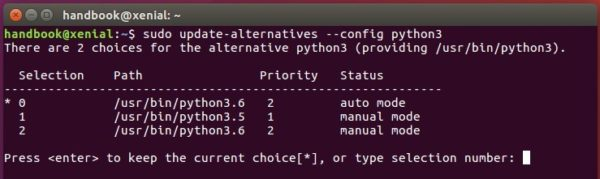 handbook@xenial: ~
handbook@xenial:~$ sudo update-alternatives --config python3
There are 2 choices for the alternative python3 (providing /usr/bin/python3).
Selection Path Priority Status
------------------------------------------------------------
* 0 /usr/bin/python3.6 2 auto mode
1 /usr/bin/python3.5 1 manual mode
2 /usr/bin/python3.6 2 manual mode
Press <enter> to keep the current choice[*], or type selection number: